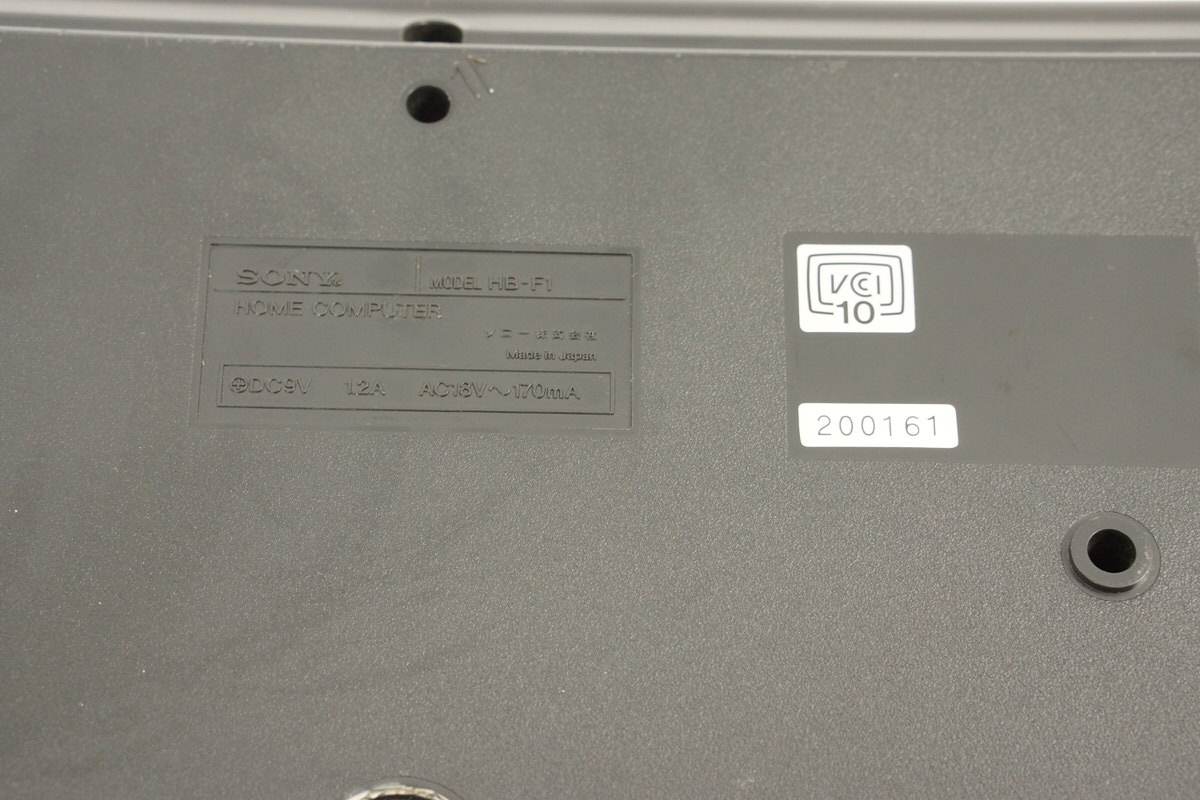 SONY®
MODEL HB-F1
HOME COMPUTER
ソニー株式会社
Made in Japan
⊕DC9V 1.2A AC18V〜170mA
VCI
10
200161